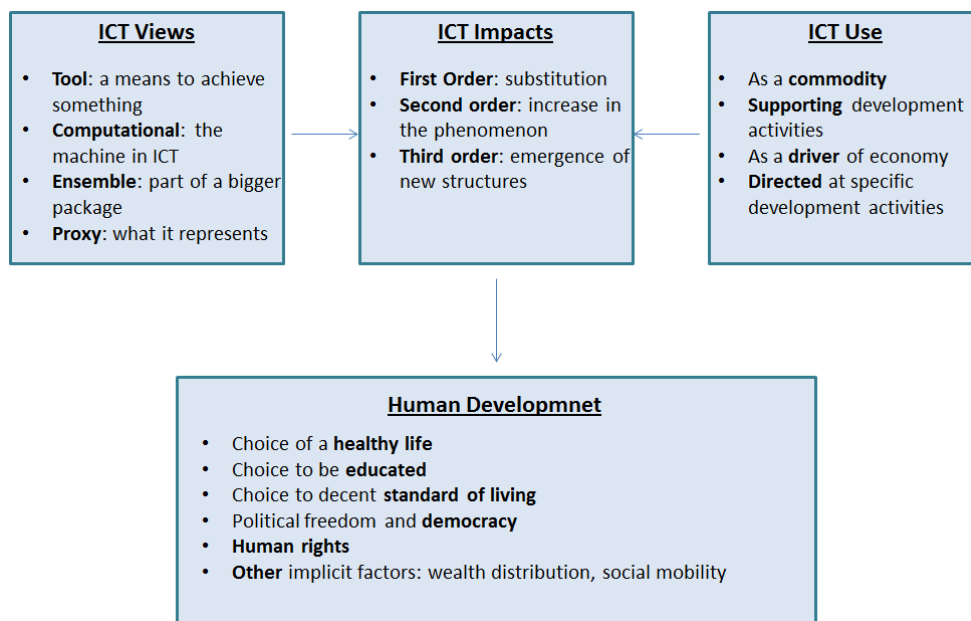 ICT Views
• Tool: a means to achieve
something
• Computational: the
machine in ICT
• Ensemble: part of a bigger
package
• Proxy: what it represents
ICT Impacts
• First Order: substitution
• Second order: increase in
the phenomenon
• Third order: emergence of
new structures
ICT Use
• As a commodity
• Supporting development
activities
• As a driver of economy
• Directed at specific
development activities
Human Developmnet
• Choice of a healthy life
• Choice to be educated
• Choice to decent standard of living
• Political freedom and democracy
• Human rights
• Other implicit factors: wealth distribution, social mobility